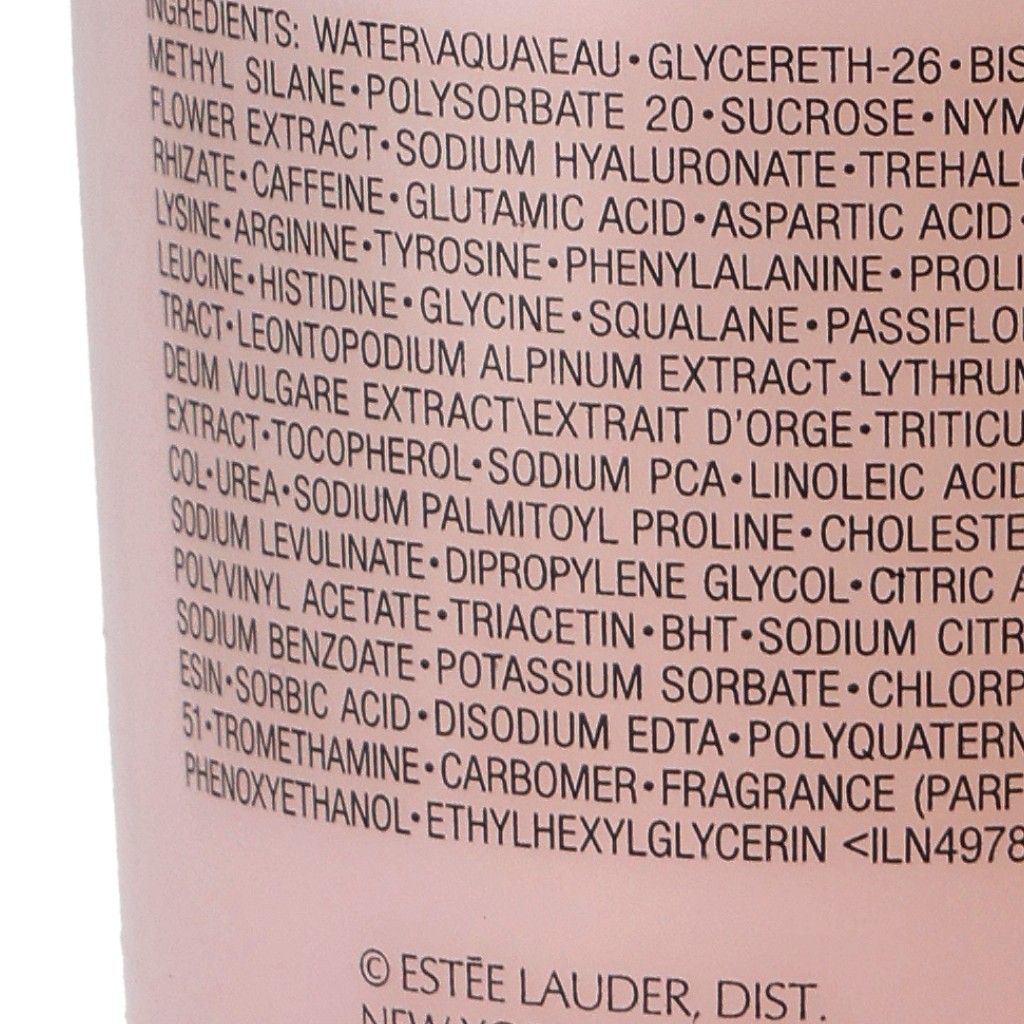 INGREDIENTS: WATER\AQUA\EAU • GLYCERETH-26 • BIS
METHYL SILANE • POLYSORBATE 20 • SUCROSE • NYM
FLOWER EXTRACT • SODIUM HYALURONATE • TREHALO
RHIZATE • CAFFEINE • GLUTAMIC ACID • ASPARTIC ACID •
LYSINE • ARGININE • TYROSINE • PHENYLALANINE • PROLI
LEUCINE • HISTIDINE • GLYCINE • SQUALANE • PASSIFLO
TRACT • LEONTOPODIUM ALPINUM EXTRACT • LYTHRUM
DEUM VULGARE EXTRACT\EXTRAIT D'ORGE • TRITICU
EXTRACT • TOCOPHEROL • SODIUM PCA • LINOLEIC ACID
COL • UREA • SODIUM PALMITOYL PROLINE • CHOLESTE
SODIUM LEVULINATE • DIPROPYLENE GLYCOL • CITRIC A
POLYVINYL ACETATE • TRIACETIN • BHT • SODIUM CITR
SODIUM BENZOATE • POTASSIUM SORBATE • CHLORP
ESIN • SORBIC ACID • DISODIUM EDTA • POLYQUATERN
51 • TROMETHAMINE • CARBOMER • FRAGRANCE (PARF
PHENOXYETHANOL • ETHYLHEXYLGLYCERIN <ILN4978
© ESTĒE LAUDER, DIST.